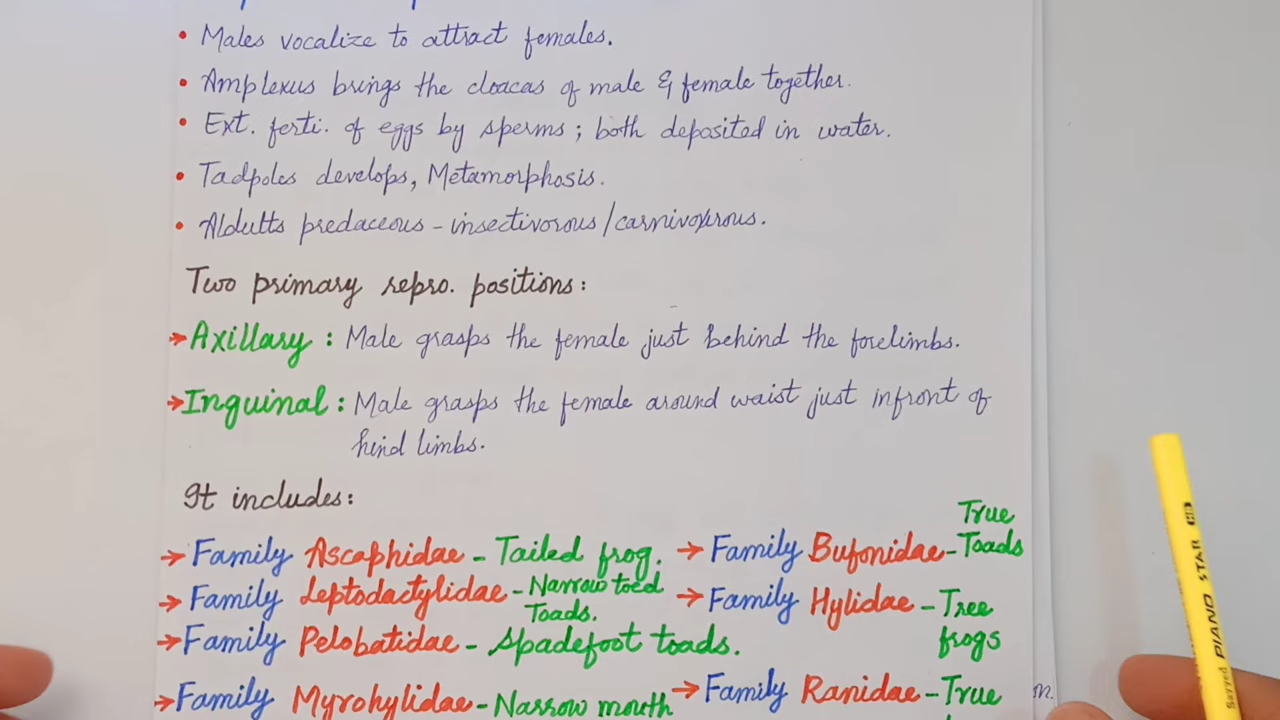 • Males vocalize to attract females.
• Amplexus brings the cloacas of male & female together.
• Ext. ferti. of eggs by sperms ; both deposited in water.
• Tadpoles develops, Metamorphosis.
• Aldults predaceous - insectivorous/carnivorous.
Two primary repro. positions:
→ Axillary : Male grasps the female just behind the forelimbs.
→ Inguinal : Male grasps the female around waist just infront of
hind limbs.
It includes:
→ Family Ascaphidae - Tailed frog.
→ Family Leptodactylidae - Narrow toed
Toads.
→ Family Pelobatidae - Spadefoot toads.
→ Family Myrohylidae - Narrow mouth
→ Family Bufonidae - True
Toads
→ Family Hylidae - Tree
frogs
→ Family Ranidae - True
Sayyed PIANO STAR